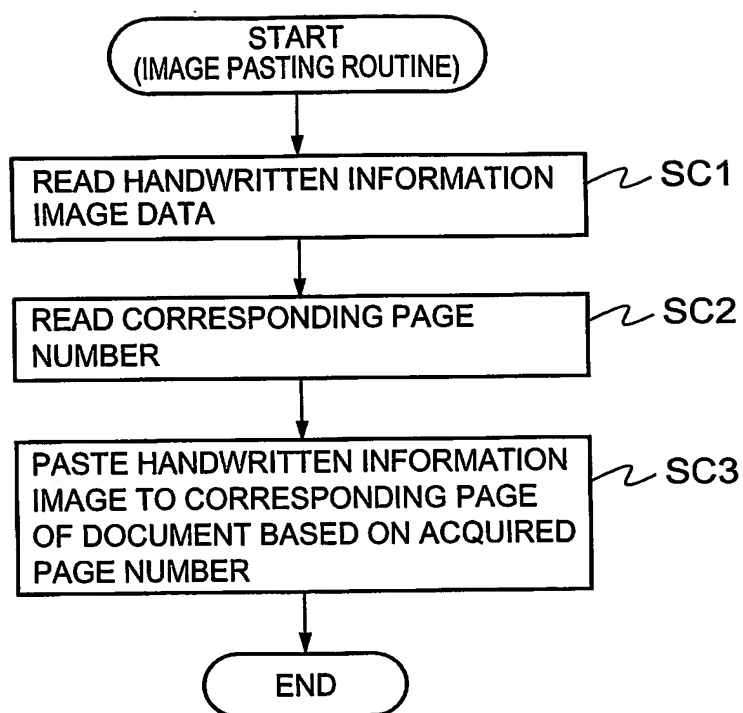 START
(IMAGE PASTING ROUTINE)
READ HANDWRITTEN INFORMATION
IMAGE DATA
SC1
READ CORRESPONDING PAGE
NUMBER
SC2
PASTE HANDWRITTEN INFORMATION
IMAGE TO CORRESPONDING PAGE
OF DOCUMENT BASED ON ACQUIRED
PAGE NUMBER
SC3
END